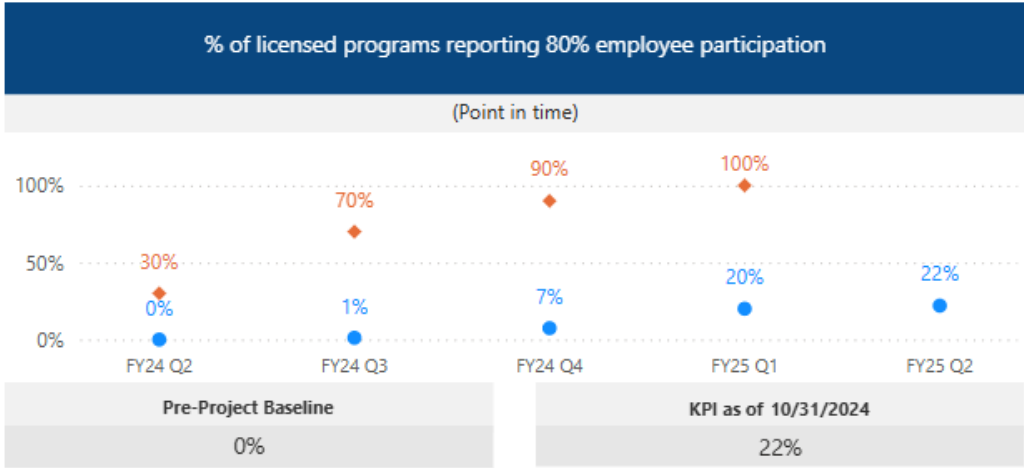 % of licensed programs reporting 80% employee participation
(Point in time)
100%
90%
100%
70%
50%
30%
20%
22%
0%
1%
7%
0%
FY24 Q2
FY24 Q3
FY24 Q4
FY25 Q1
FY25 Q2
Pre-Project Baseline
0%
KPI as of 10/31/2024
22%